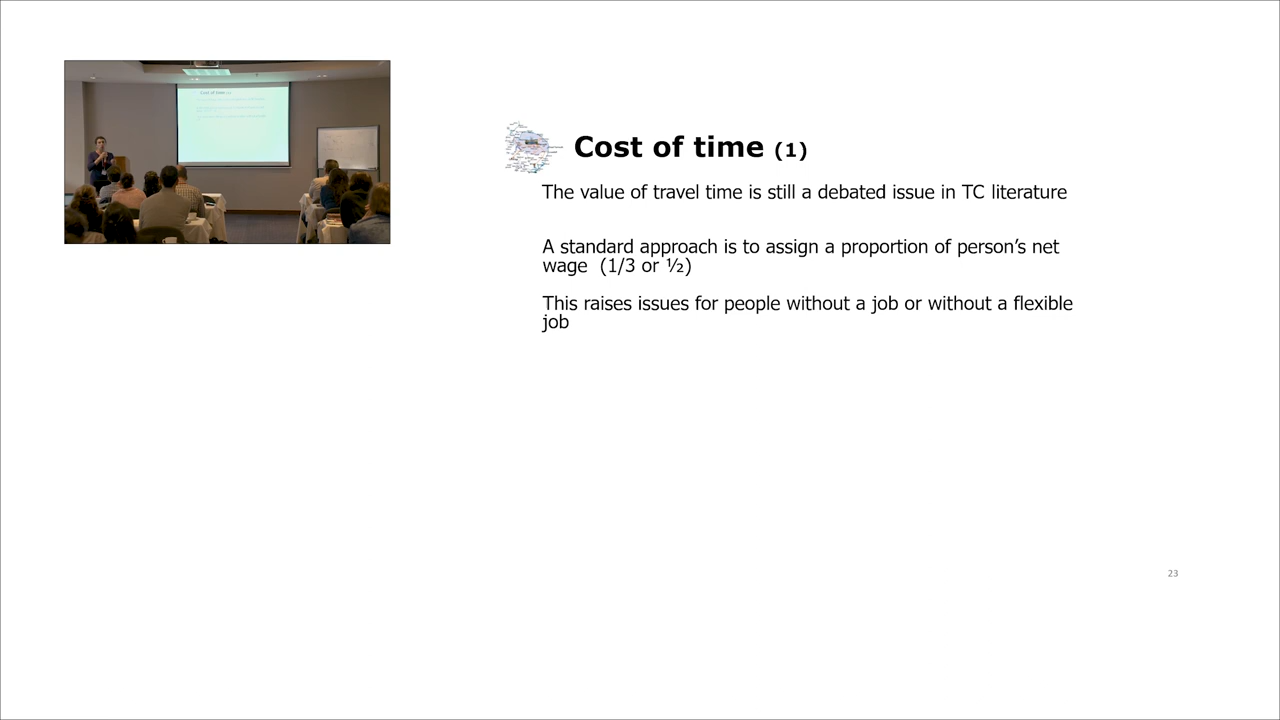 Cost of time (1)
The value of travel time is still a debated issue in TC literature
A standard approach is to assign a proportion of person’s net
wage (1/3 or ½)
This raises issues for people without a job or without a flexible
job
23